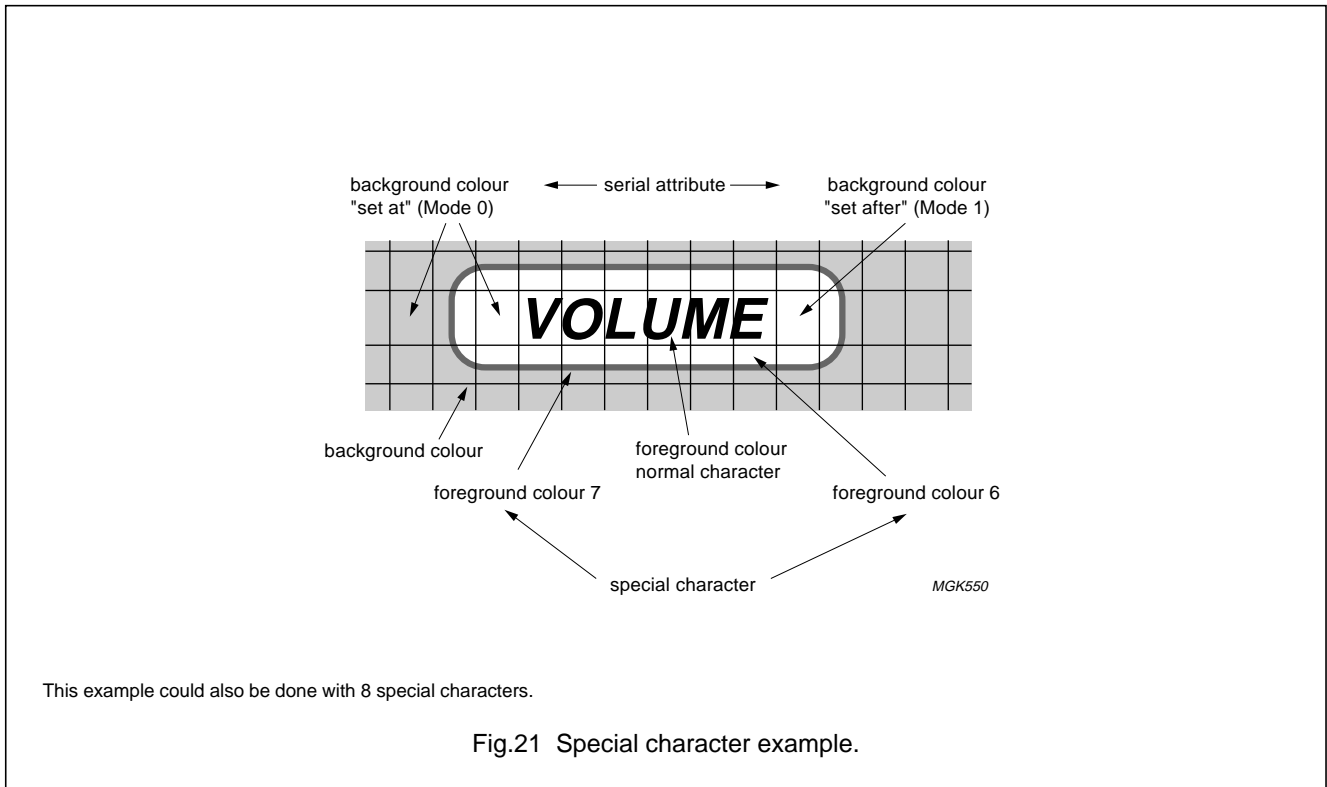 background colour
"set at" (Mode 0)
serial attribute
background colour
"set after" (Mode 1)
VOLUME
background colour
foreground colour
normal character
foreground colour 7
foreground colour 6
special character
MGK550
This example could also be done with 8 special characters.
Fig.21 Special character example.